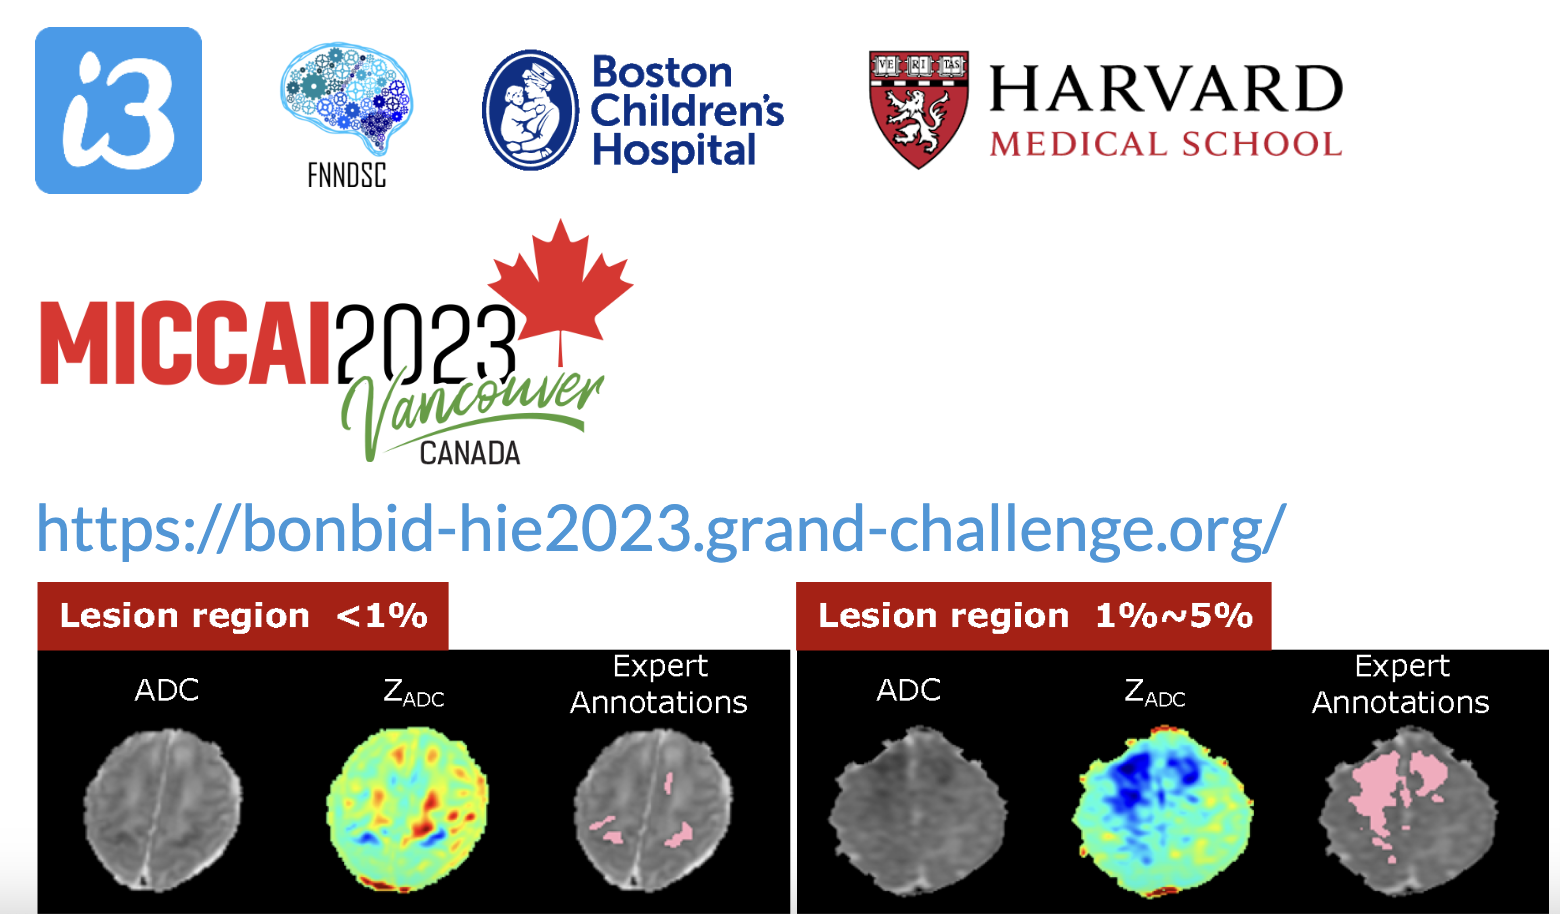 i3
FNNDSC
Boston
Children's
Hospital
VE RI TAS
HARVARD
MEDICAL SCHOOL
MICCAI2023
Vancouver
CANADA
https://bonbid-hie2023.grand-challenge.org/
Lesion region <1%
ADC
ZADC
Expert
Annotations
Lesion region 1%~5%
ADC
ZADC
Expert
Annotations